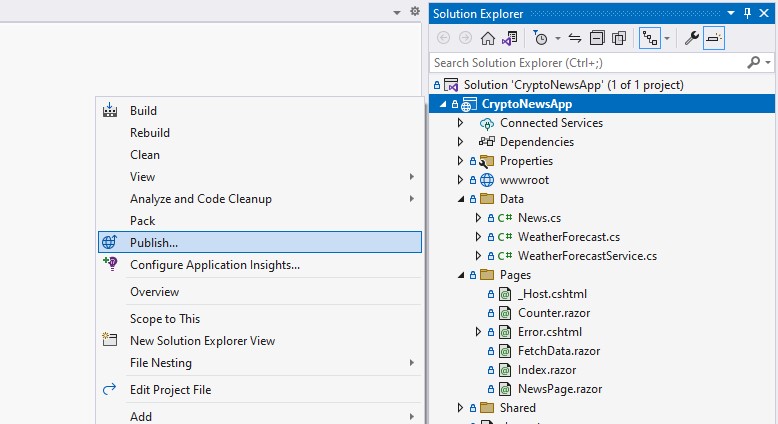 Build
Rebuild
Clean
View
Analyze and Code Cleanup
Pack
Publish...
Configure Application Insights...
Overview
Scope to This
New Solution Explorer View
File Nesting
Edit Project File
Add
Solution Explorer
Search Solution Explorer (Ctrl+;)
Solution 'CryptoNewsApp' (1 of 1 project)
CryptoNewsApp
Connected Services
Dependencies
Properties
wwwroot
Data
C# News.cs
C# WeatherForecast.cs
C# WeatherForecastService.cs
Pages
_Host.cshtml
Counter.razor
Error.cshtml
FetchData.razor
Index.razor
NewsPage.razor
Shared